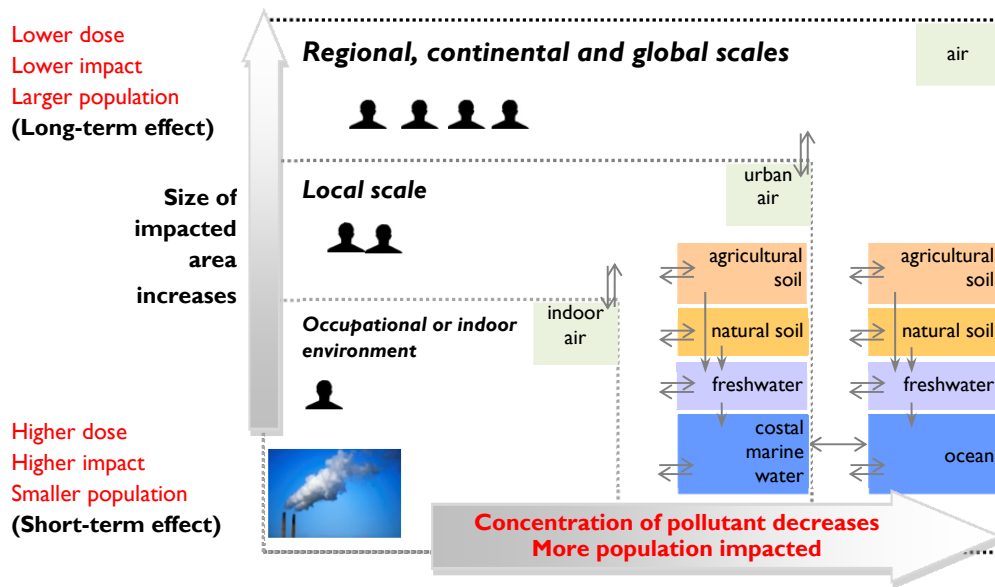 Lower dose
Lower impact
Larger population
(Long-term effect)
Regional, continental and global scales
air
Size of
impacted
area
increases
Local scale
urban
air
Occupational or indoor
environment
indoor
air
agricultural
soil
natural soil
freshwater
costal
marine
water
agricultural
soil
natural soil
freshwater
ocean
Higher dose
Higher impact
Smaller population
(Short-term effect)
Concentration of pollutant decreases
More population impacted